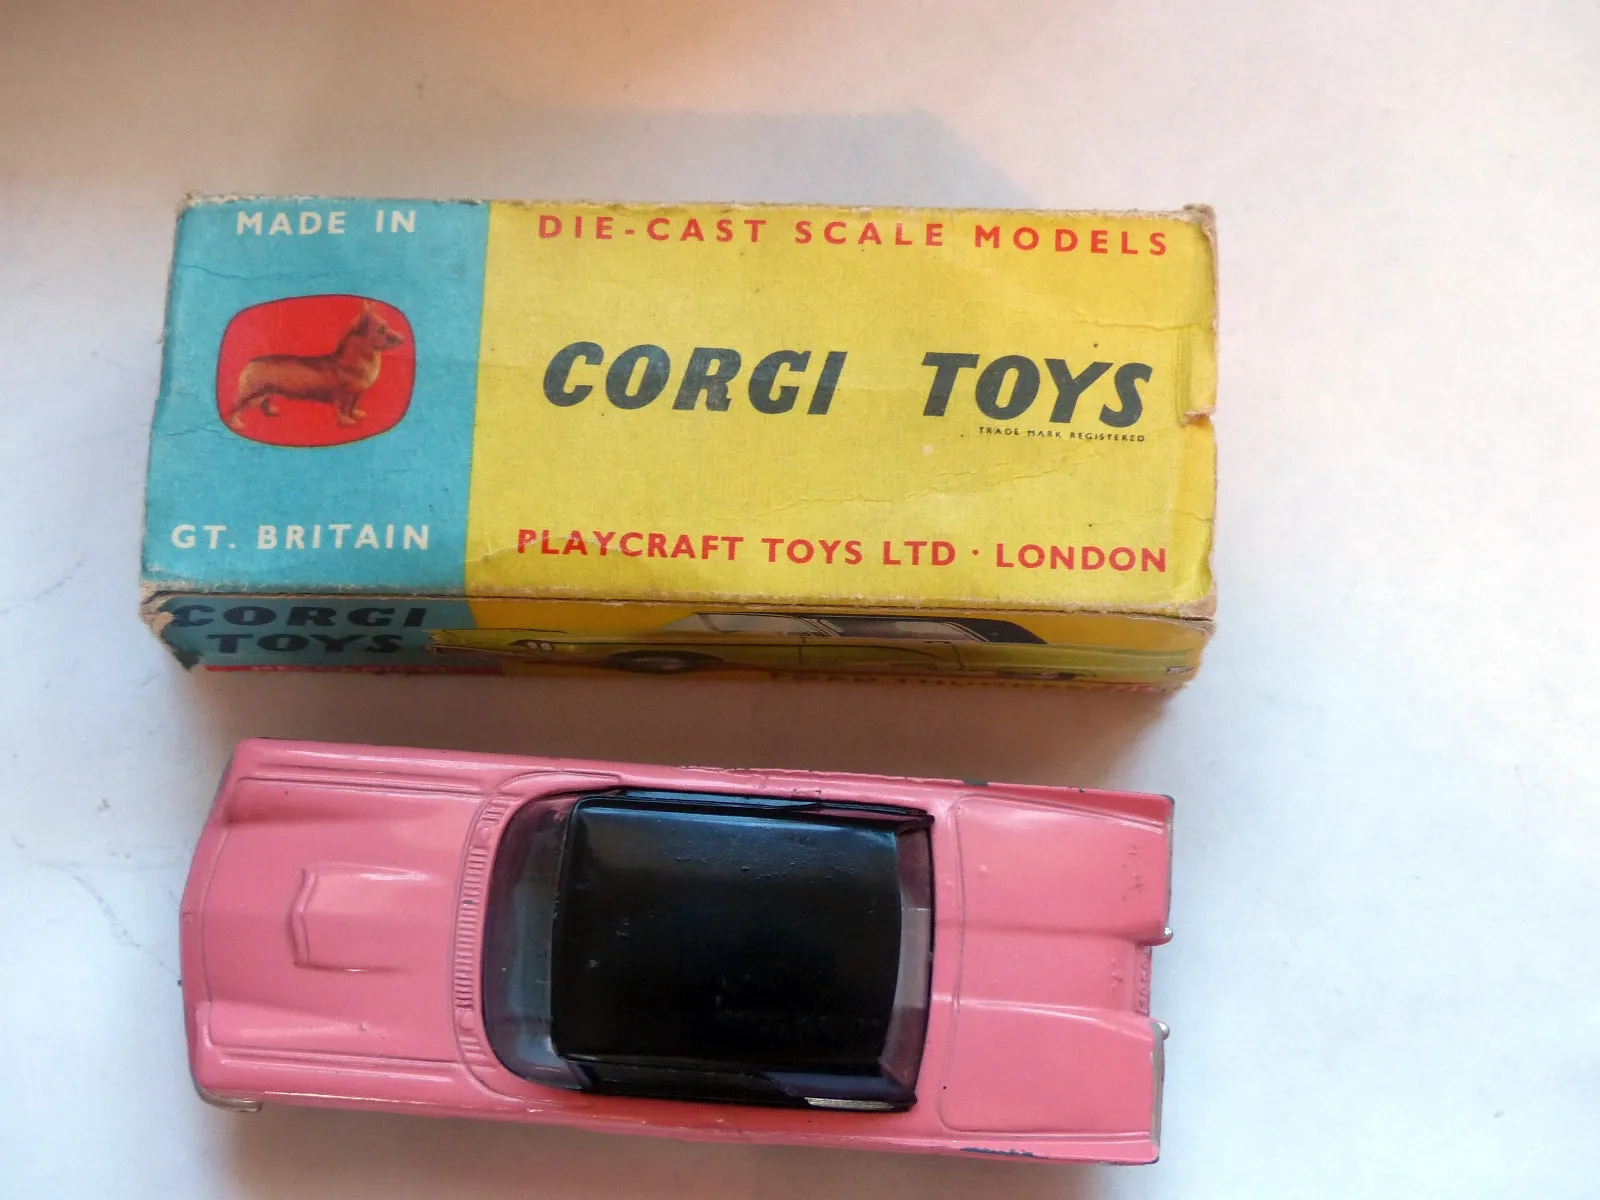 MADE IN
GT. BRITAIN
DIE-CAST SCALE MODELS
CORGI TOYS
TRADE MARK REGISTERED
PLAYCRAFT TOYS LTD · LONDON
CORGI
TOYS